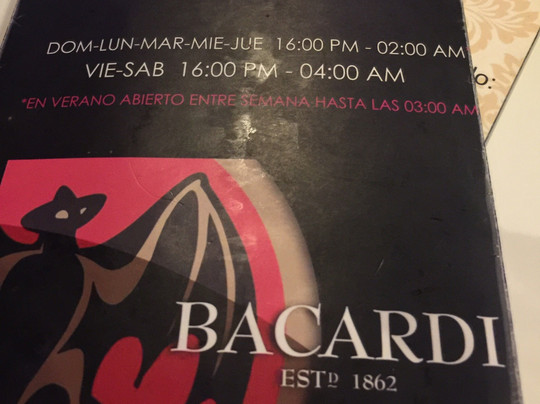 DOM-LUN-MAR-MIE-JUE 16:00 PM - 02:00 AM
VIE-SAB 16:00 PM - 04:00 AM
*EN VERANO ABIERTO ENTRE SEMANA HASTA LAS 03:00 AM
BACARDI
ESTD 1862